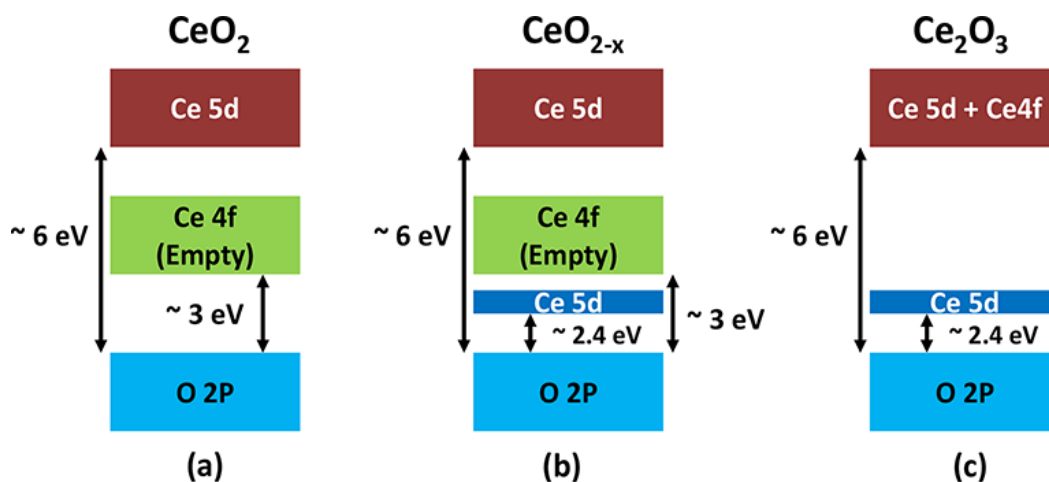 CeO2
Ce 5d
~ 6 eV
Ce 4f
(Empty)
~ 3 eV
O 2P
(a)
CeO2-x
Ce 5d
~ 6 eV
Ce 4f
(Empty)
Ce 5d
~ 2.4 eV
~ 3 eV
O 2P
(b)
Ce2O3
Ce 5d + Ce4f
~ 6 eV
Ce 5d
~ 2.4 eV
O 2P
(c)